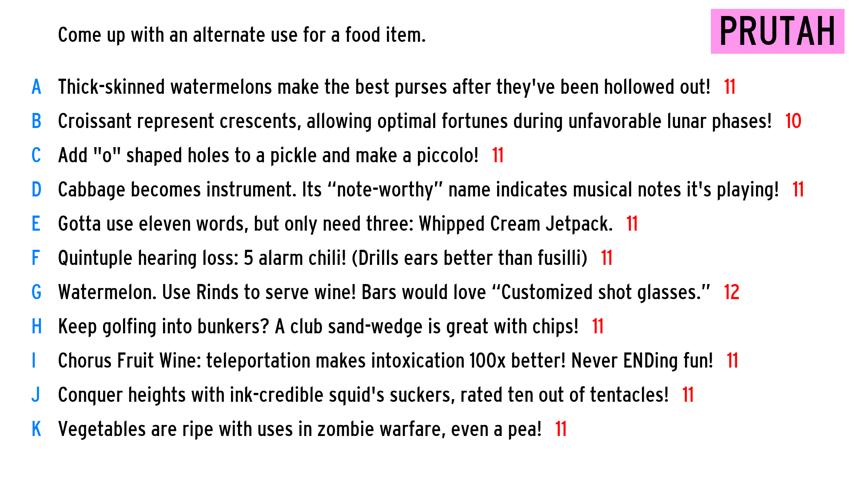 Come up with an alternate use for a food item.
PRUTAH
A Thick-skinned watermelons make the best purses after they've been hollowed out! 11
B Croissant represent crescents, allowing optimal fortunes during unfavorable lunar phases! 10
C Add "o" shaped holes to a pickle and make a piccolo! 11
D Cabbage becomes instrument. Its “note-worthy” name indicates musical notes it's playing! 11
E Gotta use eleven words, but only need three: Whipped Cream Jetpack. 11
F Quintuple hearing loss: 5 alarm chili! (Drills ears better than fusilli) 11
G Watermelon. Use Rinds to serve wine! Bars would love “Customized shot glasses.” 12
H Keep golfing into bunkers? A club sand-wedge is great with chips! 11
I Chorus Fruit Wine: teleportation makes intoxication 100x better! Never ENDing fun! 11
J Conquer heights with ink-credible squid's suckers, rated ten out of tentacles! 11
K Vegetables are ripe with uses in zombie warfare, even a pea! 11